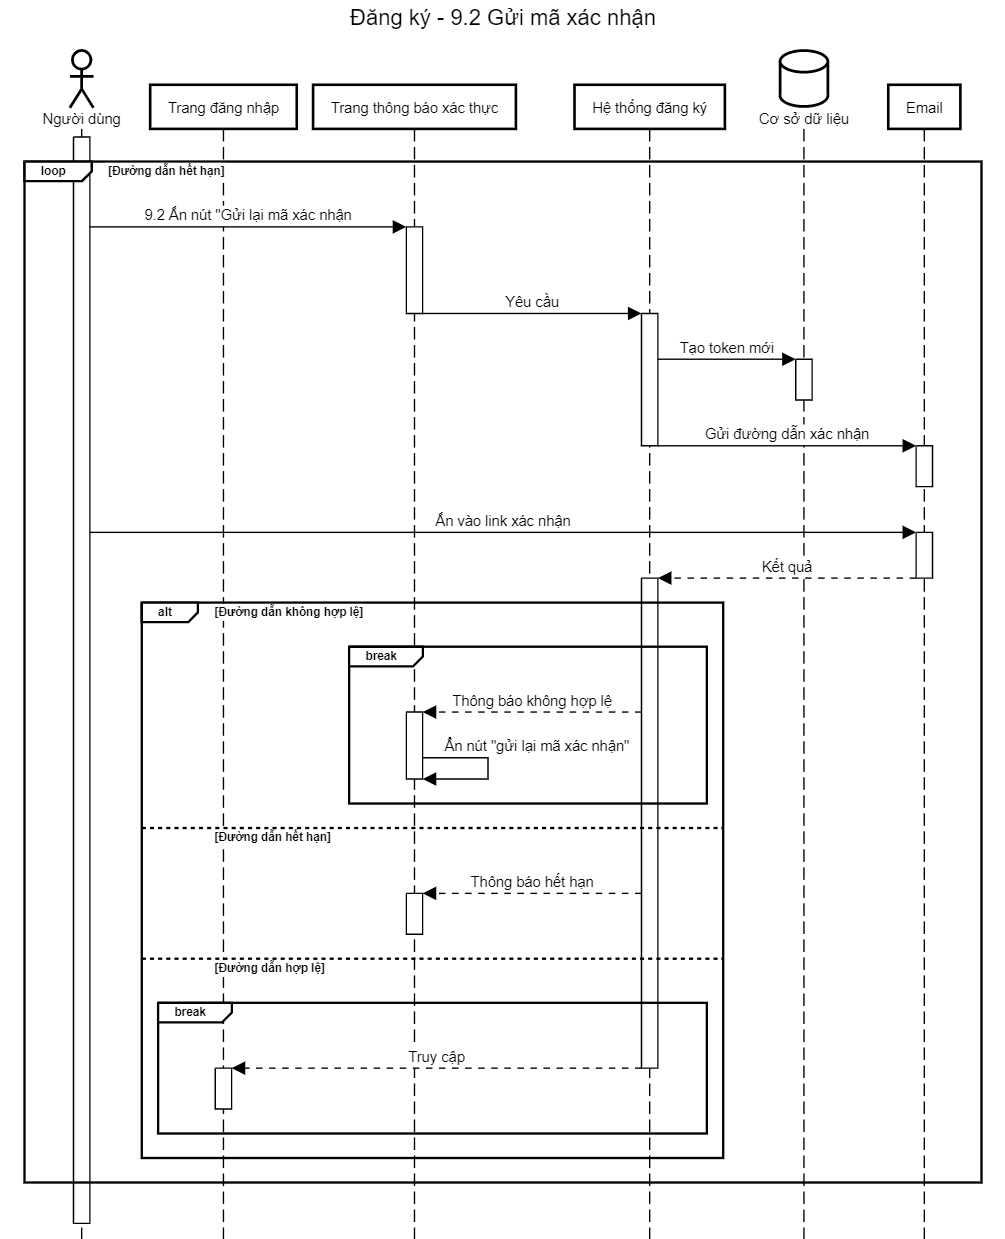 Đăng ký - 9.2 Gửi mã xác nhận
Người dùng
Trang đăng nhập
Trang thông báo xác thực
Hệ thống đăng ký
Cơ sở dữ liệu
Email
loop
[Đường dẫn hết hạn]
9.2 Ấn nút "Gửi lại mã xác nhận
Yêu cầu
Tạo token mới
Gửi đường dẫn xác nhận
Ấn vào link xác nhận
Kết quả
alt
[Đường dẫn không hợp lệ]
break
Thông báo không hợp lệ
Ấn nút "gửi lại mã xác nhận"
[Đường dẫn hết hạn]
Thông báo hết hạn
[Đường dẫn hợp lệ]
break
Truy cập